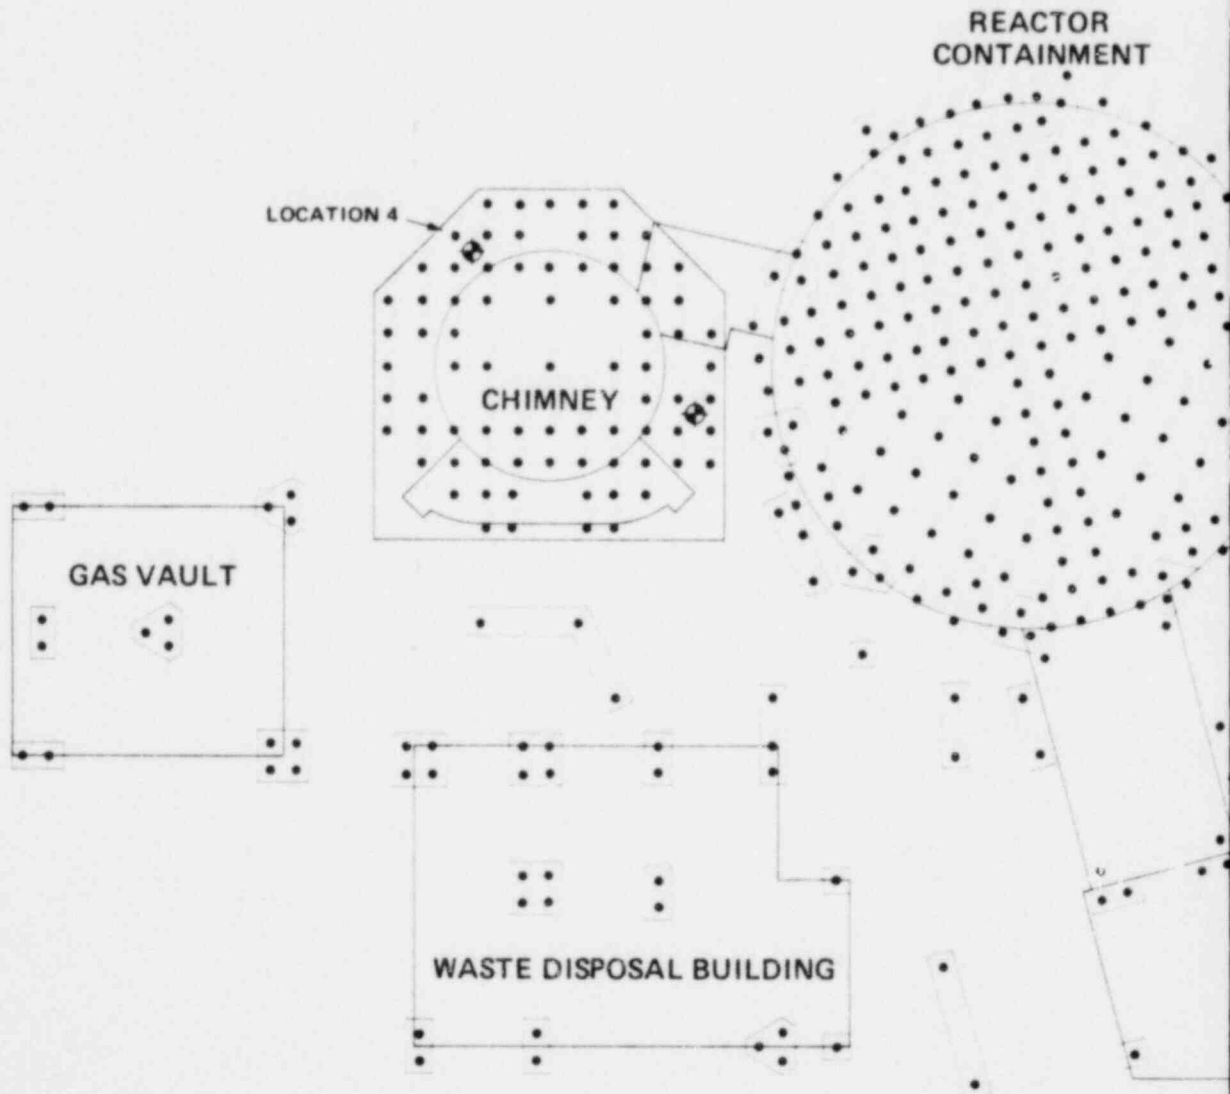 REACTOR
CONTAINMENT
LOCATION 4
CHIMNEY
GAS VAULT
WASTE DISPOSAL BUILDING